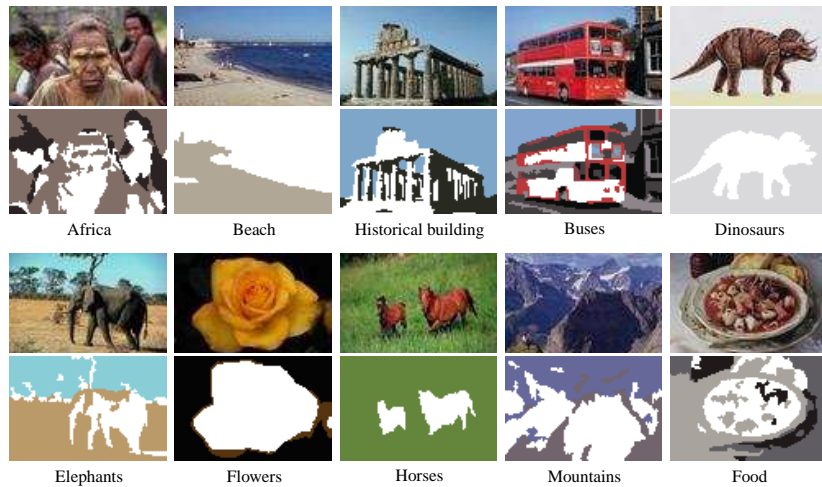 Africa
Beach
Historical building
Buses
Dinosaurs
Elephants
Flowers
Horses
Mountains
Food